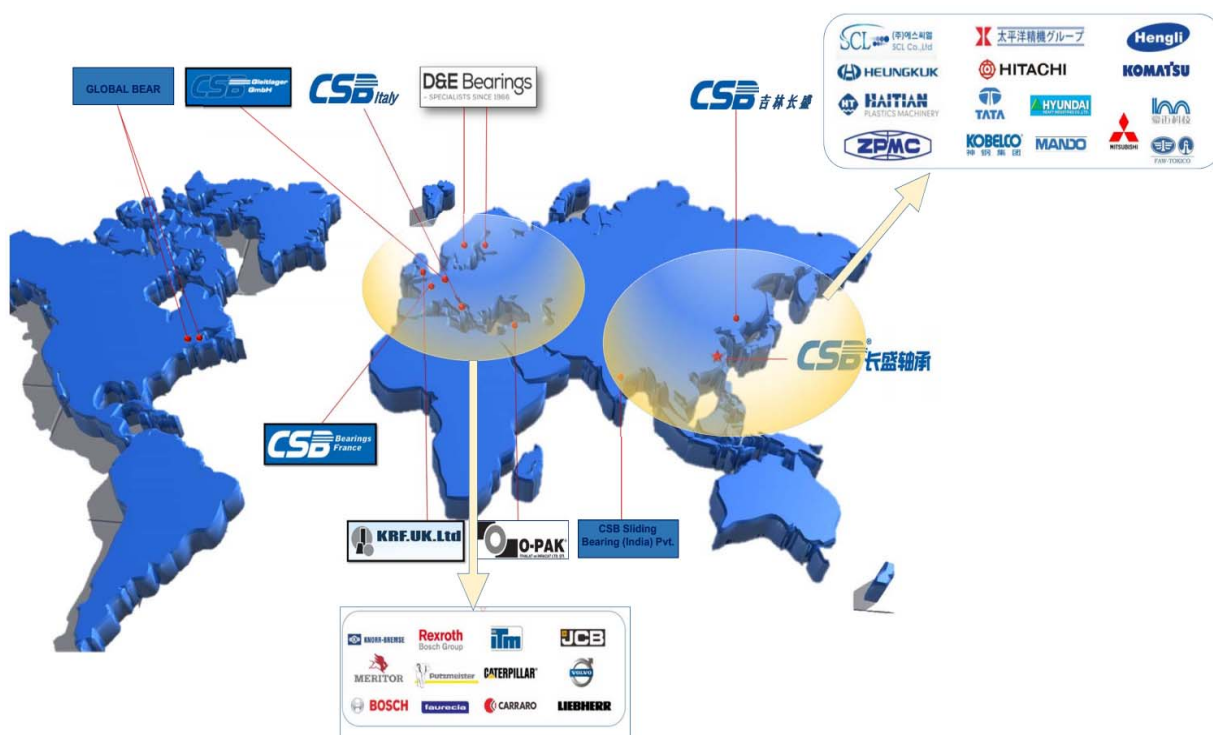 SCL (주)에스씨엘
SCL Co.,Ltd
太平洋精機グループ
Hengli
HEUNGKUK
HITACHI
KOMATSU
HAITIAN
PLASTICS MACHINERY
TATA
HYUNDAI
MITSUBISHI
ZPMC
KOBELCO
神钢集团
MANDO
FAW-TOKICO
GLOBAL BEAR
CSB Gleitlager
GmbH
CSB Italy
D&E Bearings
– SPECIALISTS SINCE 1966
CSB 吉林长盛
CSB® 长盛轴承
CSB Bearings
France
KRF.UK.Ltd
O-PAK
CSB Sliding
Bearing (India) Pvt.
KNORR-BREMSE
Rexroth
Bosch Group
iTm
JCB
MERITOR
Putzmeister
CATERPILLAR®
VOLVO
BOSCH
faurecia
CARRARO
LIEBHERR